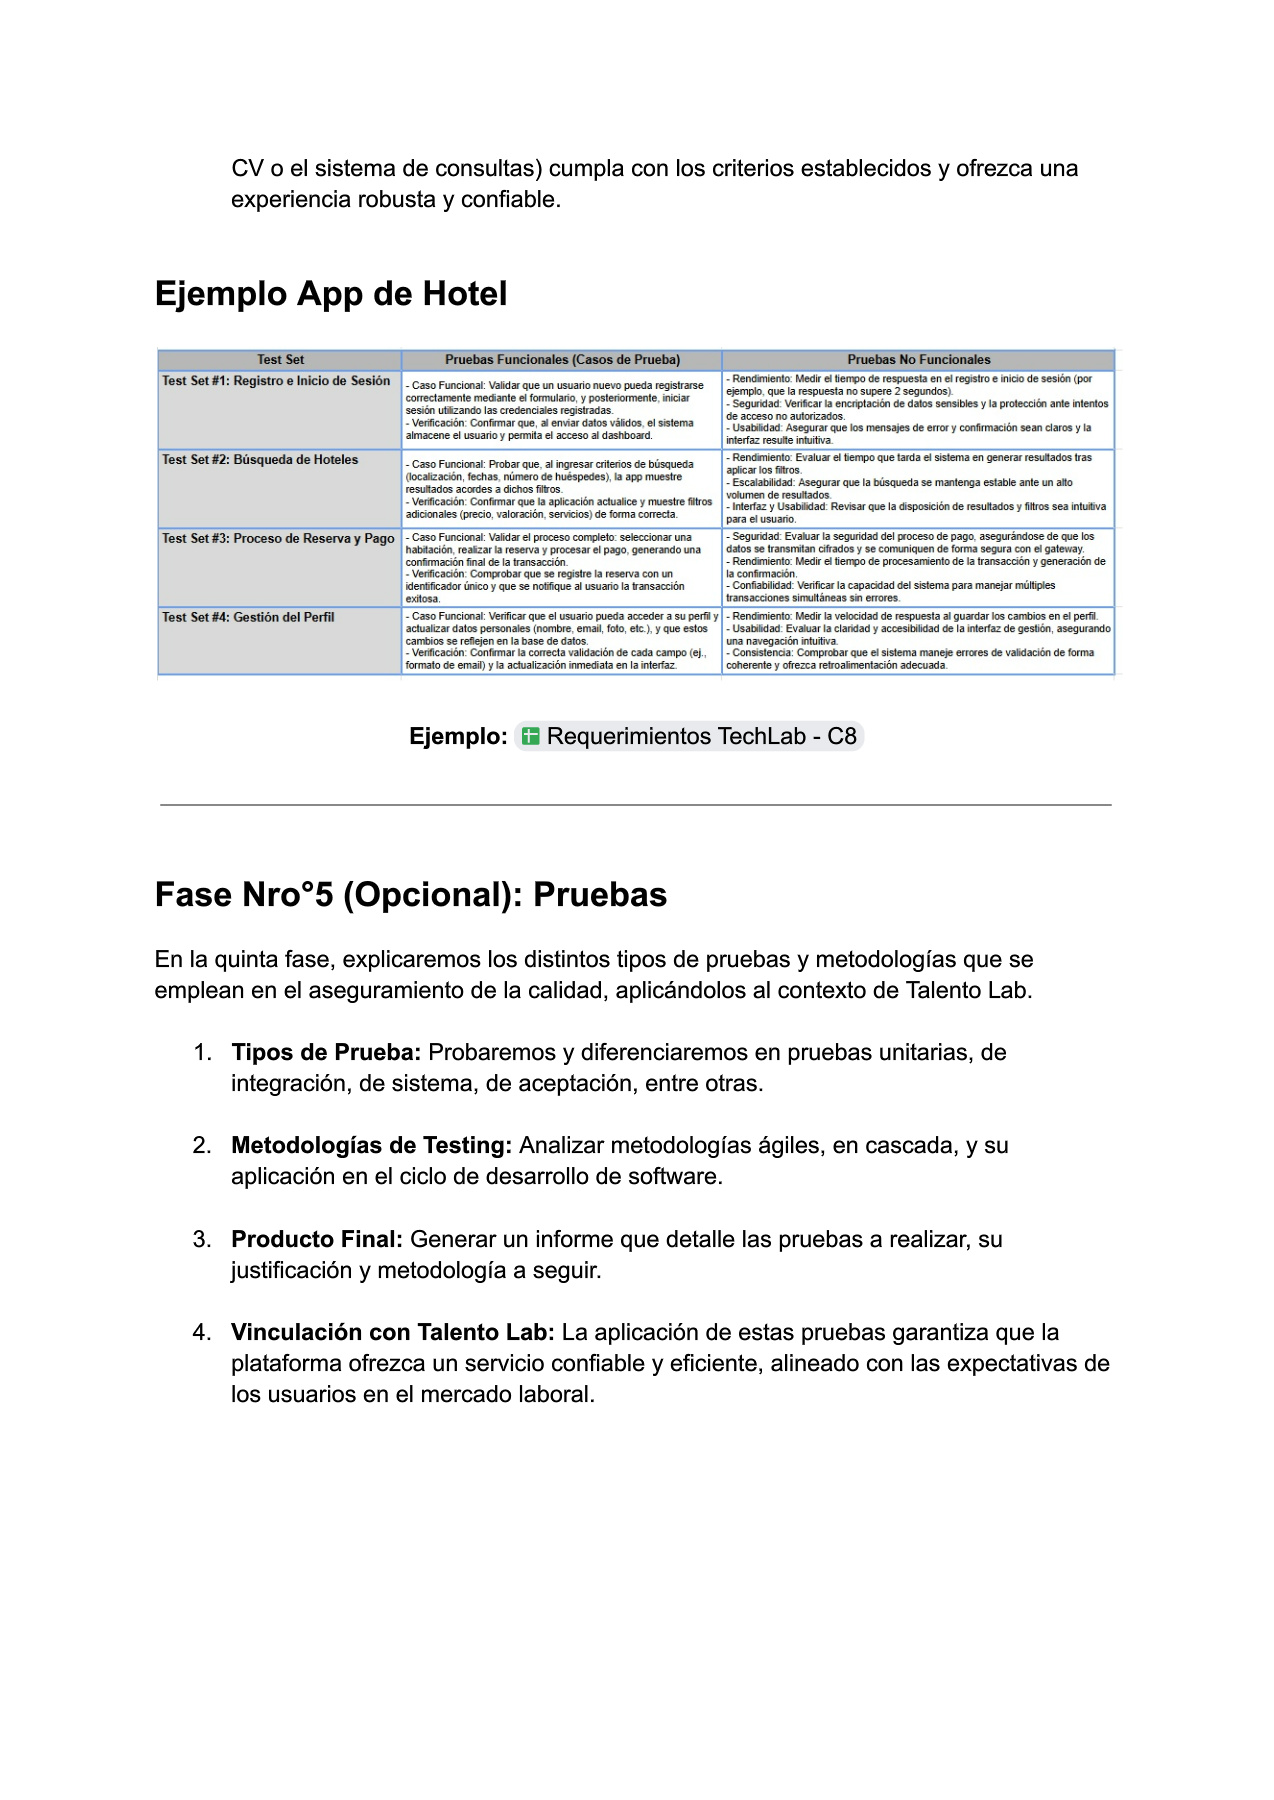 CV o el sistema de consultas) cumpla con los criterios establecidos y ofrezca una
experiencia robusta y confiable.
Ejemplo App de Hotel
Test Set
Pruebas Funcionales (Casos de Prueba)
Pruebas No Funcionales
Test Set #1: Registro e Inicio de Sesión
- Caso Funcional: Validar que un usuario nuevo pueda registrarse
correctamente mediante el formulario, y posteriormente, iniciar
sesión utilizando las credenciales registradas.
- Verificación: Confirmar que, al enviar datos válidos, el sistema
almacene el usuario y permita el acceso al dashboard.
- Rendimiento: Medir el tiempo de respuesta en el registro e inicio de sesión (por
ejemplo, que la respuesta no supere 2 segundos).
- Seguridad: Verificar la encriptación de datos sensibles y la protección ante intentos
de acceso no autorizados.
- Usabilidad: Asegurar que los mensajes de error y confirmación sean claros y la
interfaz resulte intuitiva.
Test Set #2: Búsqueda de Hoteles
- Caso Funcional: Probar que, al ingresar criterios de búsqueda
(localización, fechas, número de huéspedes), la app muestre
resultados acordes a dichos filtros.
- Verificación: Confirmar que la aplicación actualice y muestre filtros
adicionales (precio, valoración, servicios) de forma correcta.
- Rendimiento: Evaluar el tiempo que tarda el sistema en generar resultados tras
aplicar los filtros.
- Escalabilidad: Asegurar que la búsqueda se mantenga estable ante un alto
volumen de resultados.
- Interfaz y Usabilidad: Revisar que la disposición de resultados y filtros sea intuitiva
para el usuario.
Test Set #3: Proceso de Reserva y Pago
- Caso Funcional: Validar el proceso completo: seleccionar una
habitación, realizar la reserva y procesar el pago, generando una
confirmación final de la transacción.
- Verificación: Comprobar que se registre la reserva con un
identificador único y que se notifique al usuario la transacción
exitosa.
- Seguridad: Evaluar la seguridad del proceso de pago, asegurándose de que los
datos se transmitan cifrados y se comuniquen de forma segura con el gateway.
- Rendimiento: Medir el tiempo de procesamiento de la transacción y generación de
la confirmación.
- Confiabilidad: Verificar la capacidad del sistema para manejar múltiples
transacciones simultáneas sin errores.
Test Set #4: Gestión del Perfil
- Caso Funcional: Verificar que el usuario pueda acceder a su perfil y
actualizar datos personales (nombre, email, foto, etc.), y que estos
cambios se reflejen en la base de datos.
- Verificación: Confirmar la correcta validación de cada campo (ej.,
formato de email) y la actualización inmediata en la interfaz.
- Rendimiento: Medir la velocidad de respuesta al guardar los cambios en el perfil.
- Usabilidad: Evaluar la claridad y accesibilidad de la interfaz de gestión, asegurando
una navegación intuitiva.
- Consistencia: Comprobar que el sistema maneje errores de validación de forma
coherente y ofrezca retroalimentación adecuada.
Ejemplo: Requerimientos TechLab - C8
Fase Nro°5 (Opcional): Pruebas
En la quinta fase, explicaremos los distintos tipos de pruebas y metodologías que se
emplean en el aseguramiento de la calidad, aplicándolos al contexto de Talento Lab.
1. Tipos de Prueba: Probaremos y diferenciaremos en pruebas unitarias, de
integración, de sistema, de aceptación, entre otras.
2. Metodologías de Testing: Analizar metodologías ágiles, en cascada, y su
aplicación en el ciclo de desarrollo de software.
3. Producto Final: Generar un informe que detalle las pruebas a realizar, su
justificación y metodología a seguir.
4. Vinculación con Talento Lab: La aplicación de estas pruebas garantiza que la
plataforma ofrezca un servicio confiable y eficiente, alineado con las expectativas de
los usuarios en el mercado laboral.